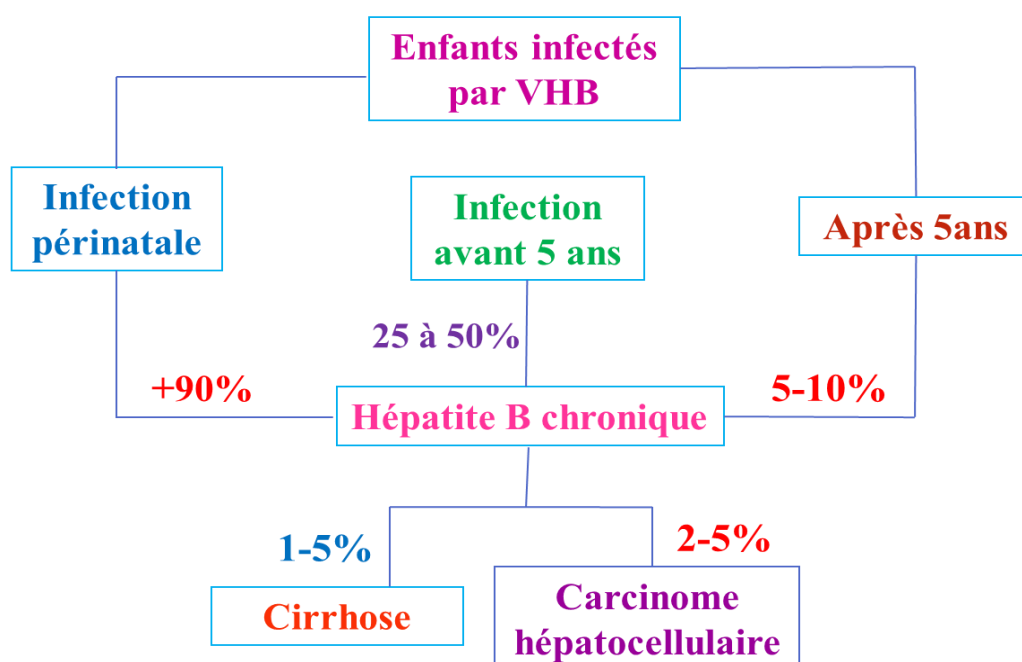 Enfants infectés
par VHB
Infection
périnatale
Infection
avant 5 ans
Après 5ans
25 à 50%
+90%
5-10%
Hépatite B chronique
1-5%
2-5%
Cirrhose
Carcinome
hépatocellulaire